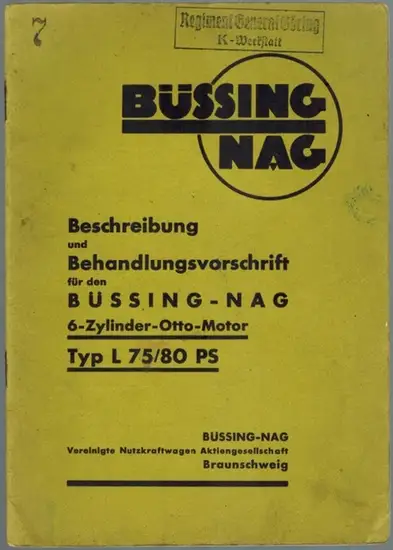 7
Regiment General Göring
K-Werkstatt
BÜSSING
NAG
Beschreibung
und
Behandlungsvorschrift
für den
BÜSSING-NAG
6-Zylinder-Otto-Motor
Typ L 75/80 PS
BÜSSING-NAG
Vereinigte Nutzkraftwagen Aktiengesellschaft
Braunschweig